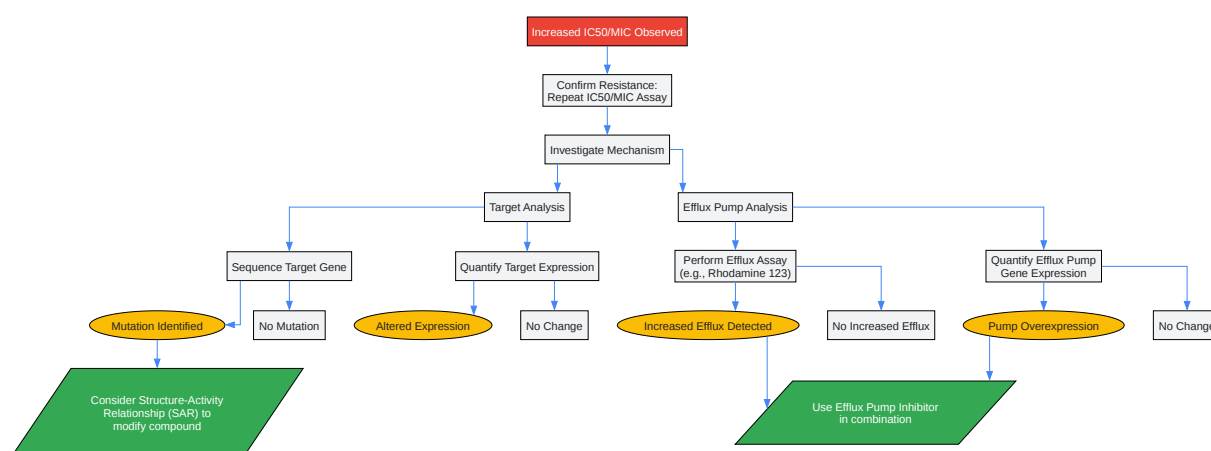 Increased IC50/MIC Observed
Confirm Resistance:
Repeat IC50/MIC Assay
Investigate Mechanism
Target Analysis
Efflux Pump Analysis
Sequence Target Gene
Quantify Target Expression
Perform Efflux Assay
(e.g., Rhodamine 123)
Quantify Efflux Pump
Gene Expression
Mutation Identified
No Mutation
Altered Expression
No Change
Increased Efflux Detected
No Increased Efflux
Pump Overexpression
No Change
Consider Structure-Activity
Relationship (SAR) to
modify compound
Use Efflux Pump Inhibitor
in combination